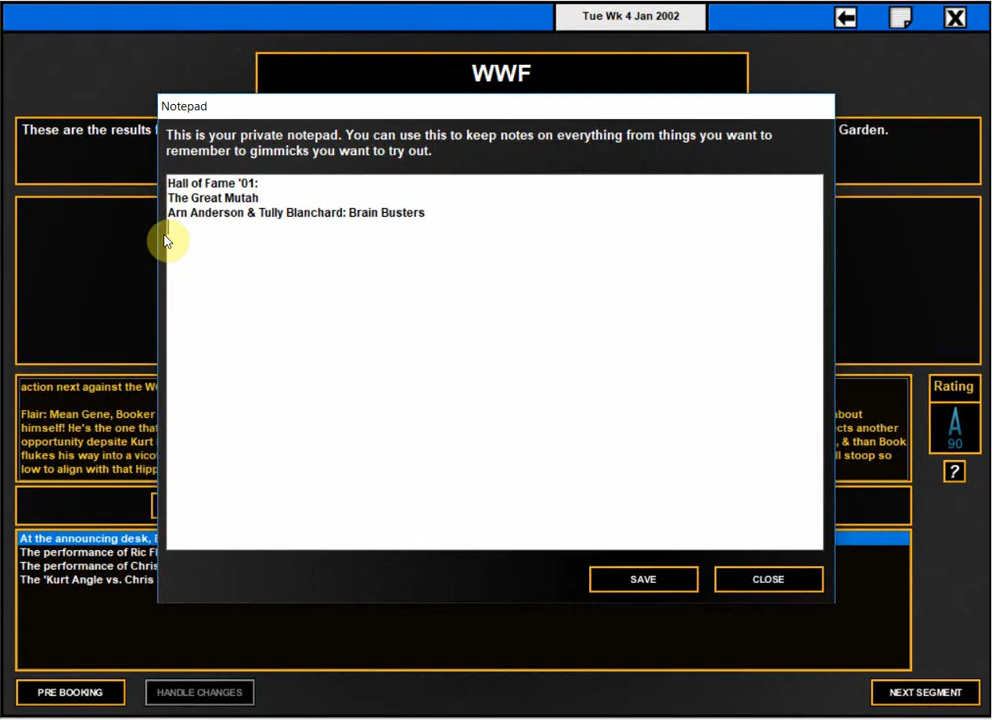 Tue Wk 4 Jan 2002
WWF
Notepad
These are the results
Garden.
This is your private notepad. You can use this to keep notes on everything from things you want to
remember to gimmicks you want to try out.
Hall of Fame '01:
The Great Mutah
Arn Anderson & Tully Blanchard: Brain Busters
action next against the
Rating
Flair: Mean Gene, Booker
about
himself! He's the one that
cts another
A
opportunity depsite Kurt
, & than Book
90
flukes his way into a
ll stoop so
low to align with that
?
At the announcing desk,
The performance of Ric
The performance of Chris
The 'Kurt Angle vs. Chris
SAVE
CLOSE
PRE BOOKING
HANDLE CHANGES
NEXT SEGMENT